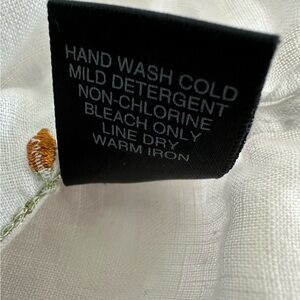 HAND WASH COLD
MILD DETERGENT
NON-CHLORINE
BLEACH ONLY
LINE DRY
WARM IRON